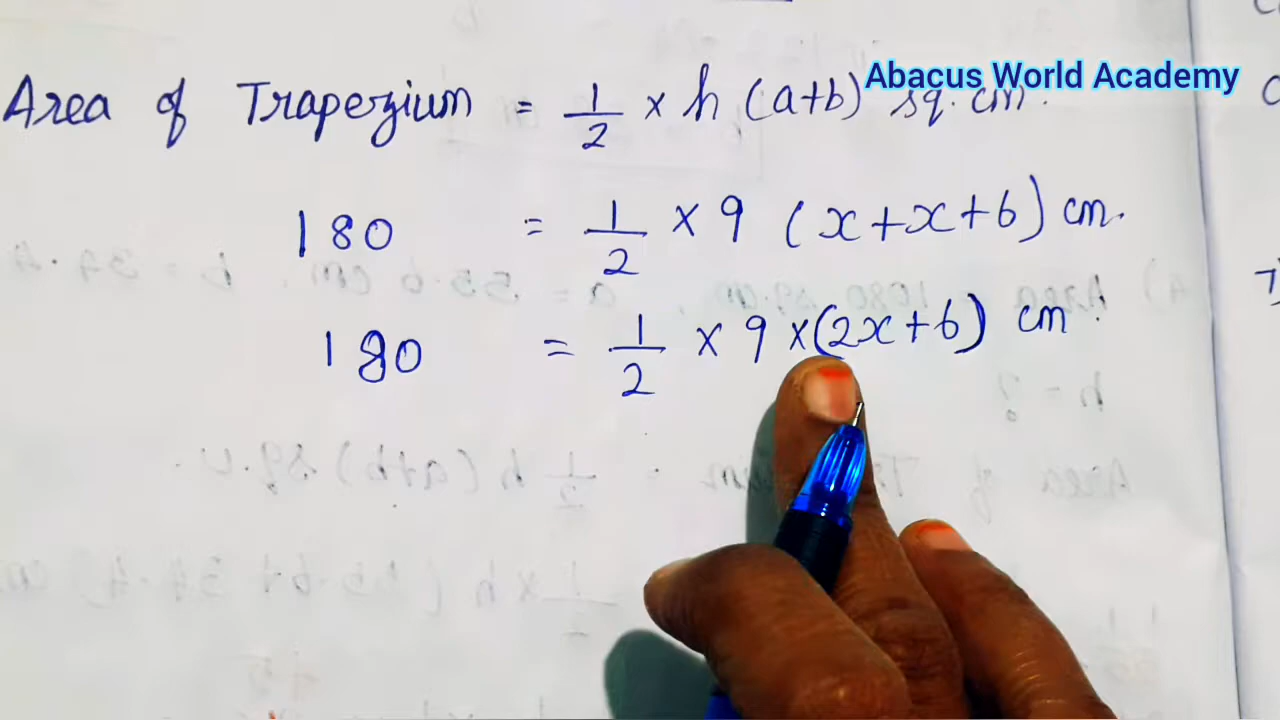 Abacus World Academy
Area of Trapezium = 1/2 × h (a+b) sq. cm.
180 = 1/2 × 9 (x+x+6) cm.
180 = 1/2 × 9 ×(2x+6) cm.